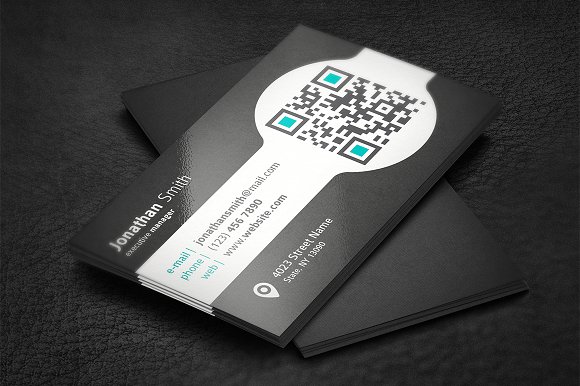 Jonathan Smith
executive manager
e-mail | jonathansmith@mail.com
phone | (123) 456 7890
web | www.website.com
4023 Street Name
State, NY 13090